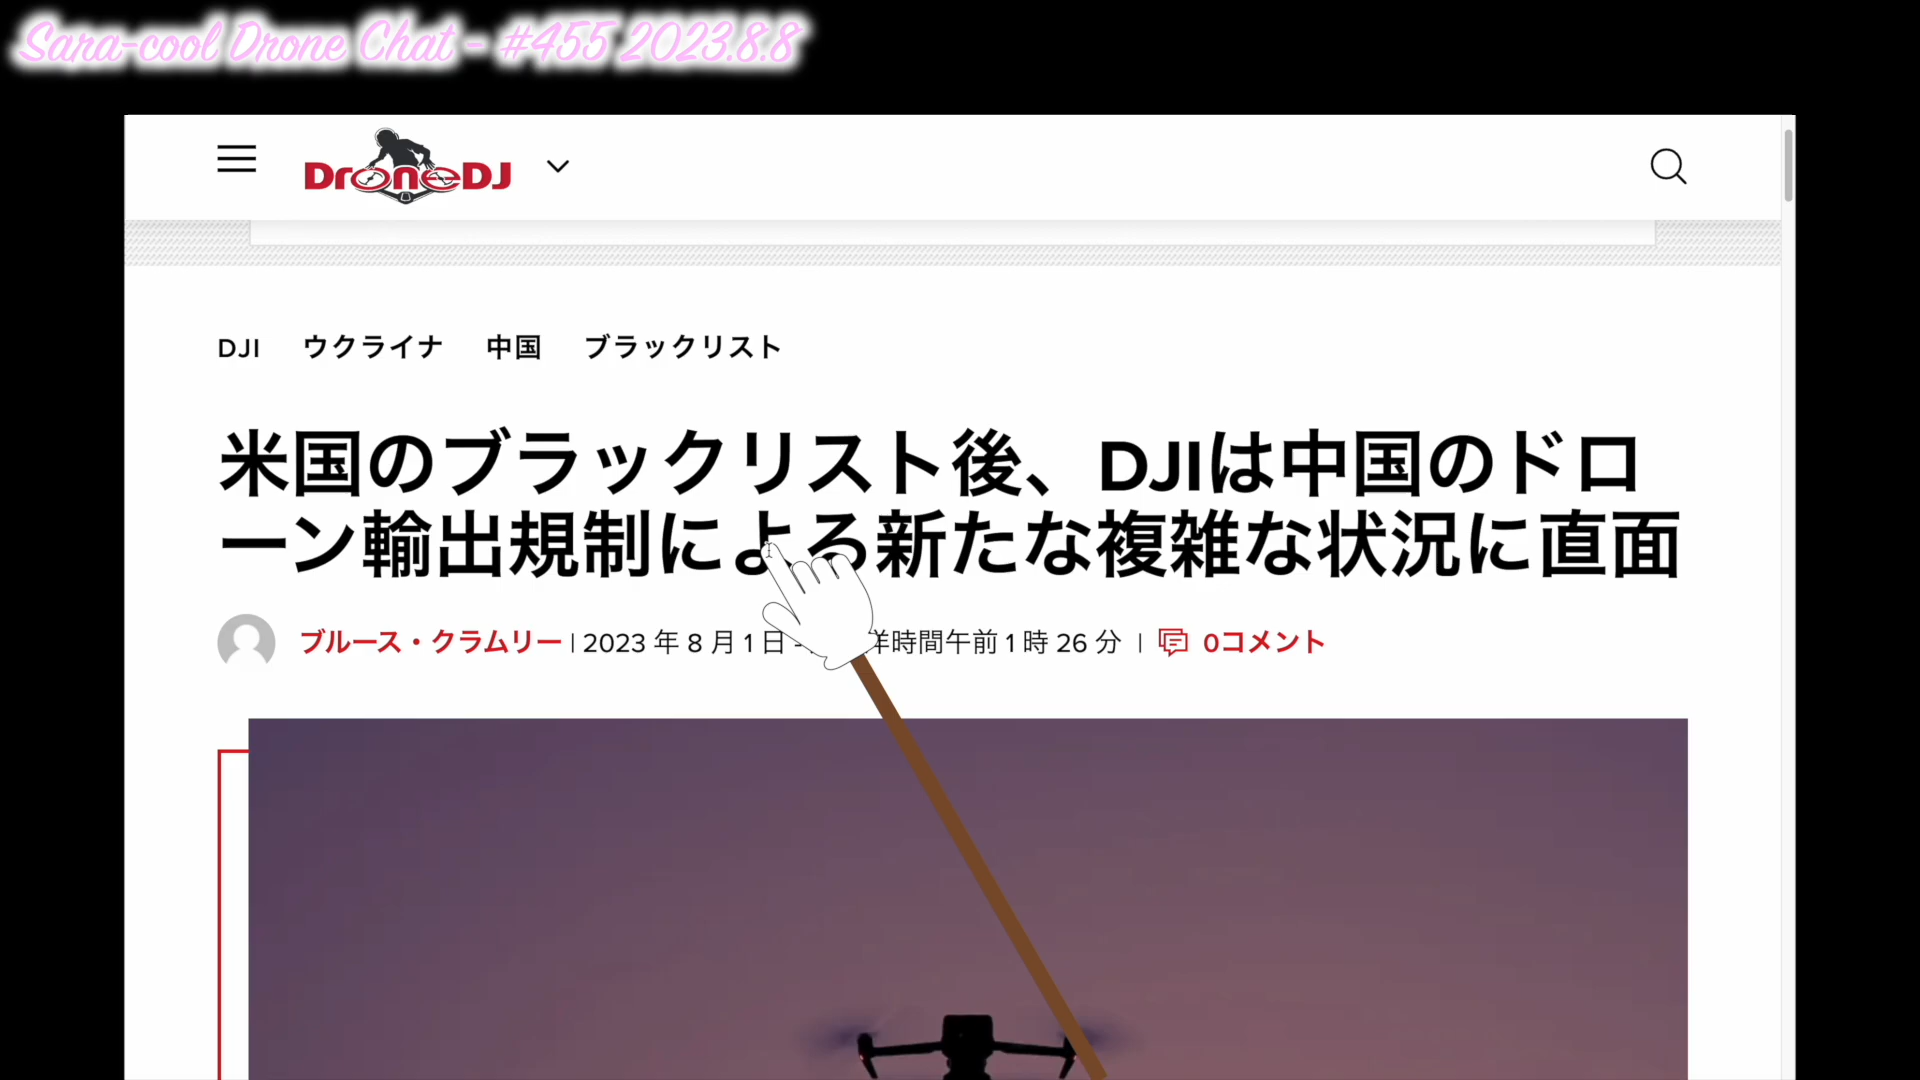 Sara-cool Drone Chat - #455 2023.8.8
DroneDJ
DJI ウクライナ 中国 ブラックリスト
米国のブラックリスト後、DJIは中国のドロ
ーン輸出規制による新たな複雑な状況に直面
ブルース・クラムリー | 2023 年 8 月 1 日 - 洋時間午前 1 時 26 分 | 0コメント